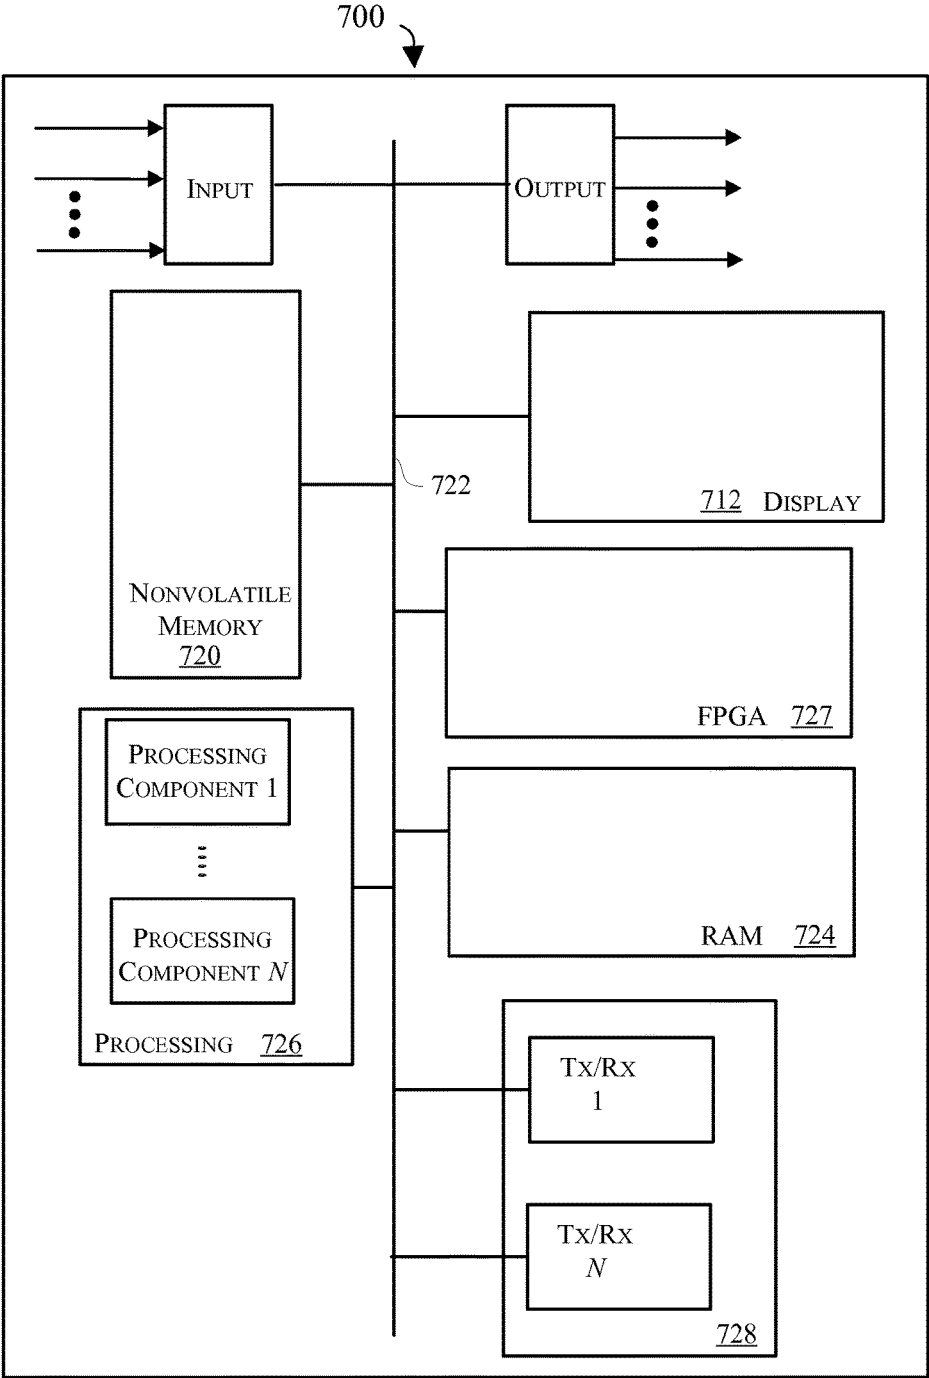 700
INPUT
OUTPUT
722
712 DISPLAY
NONVOLATILE
MEMORY
720
FPGA 727
PROCESSING
COMPONENT 1
RAM 724
PROCESSING
COMPONENT N
PROCESSING 726
TX/RX
1
TX/RX
N
728